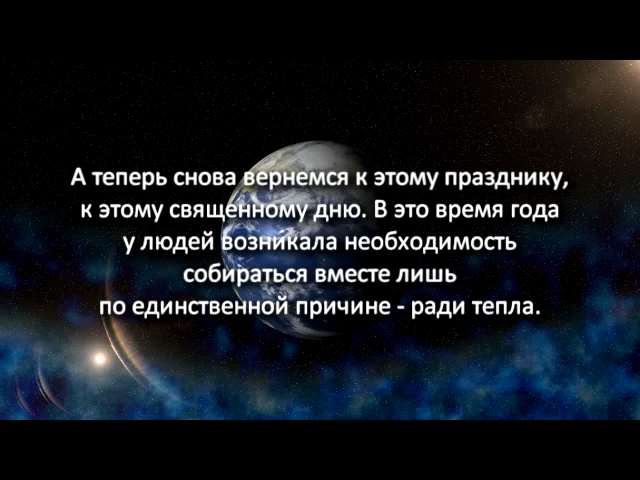 А теперь снова вернемся к этому празднику,
к этому священному дню. В это время года
у людей возникала необходимость
собираться вместе лишь
по единственной причине - ради тепла.